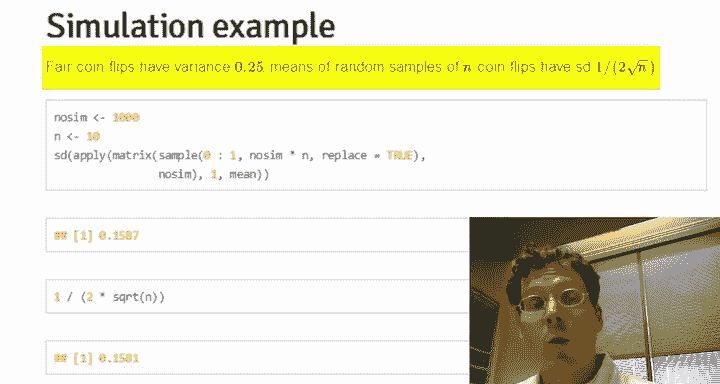 Simulation example
Fair coin flips have variance 0.25 means of random samples of n coin flips have sd 1/(2√n)
nosim <- 1000
n <- 10
sd(apply(matrix(sample(0 : 1, nosim * n, replace = TRUE),
nosim), 1, mean))
## [1] 0.1587
1 / (2 * sqrt(n))
## [1] 0.1581